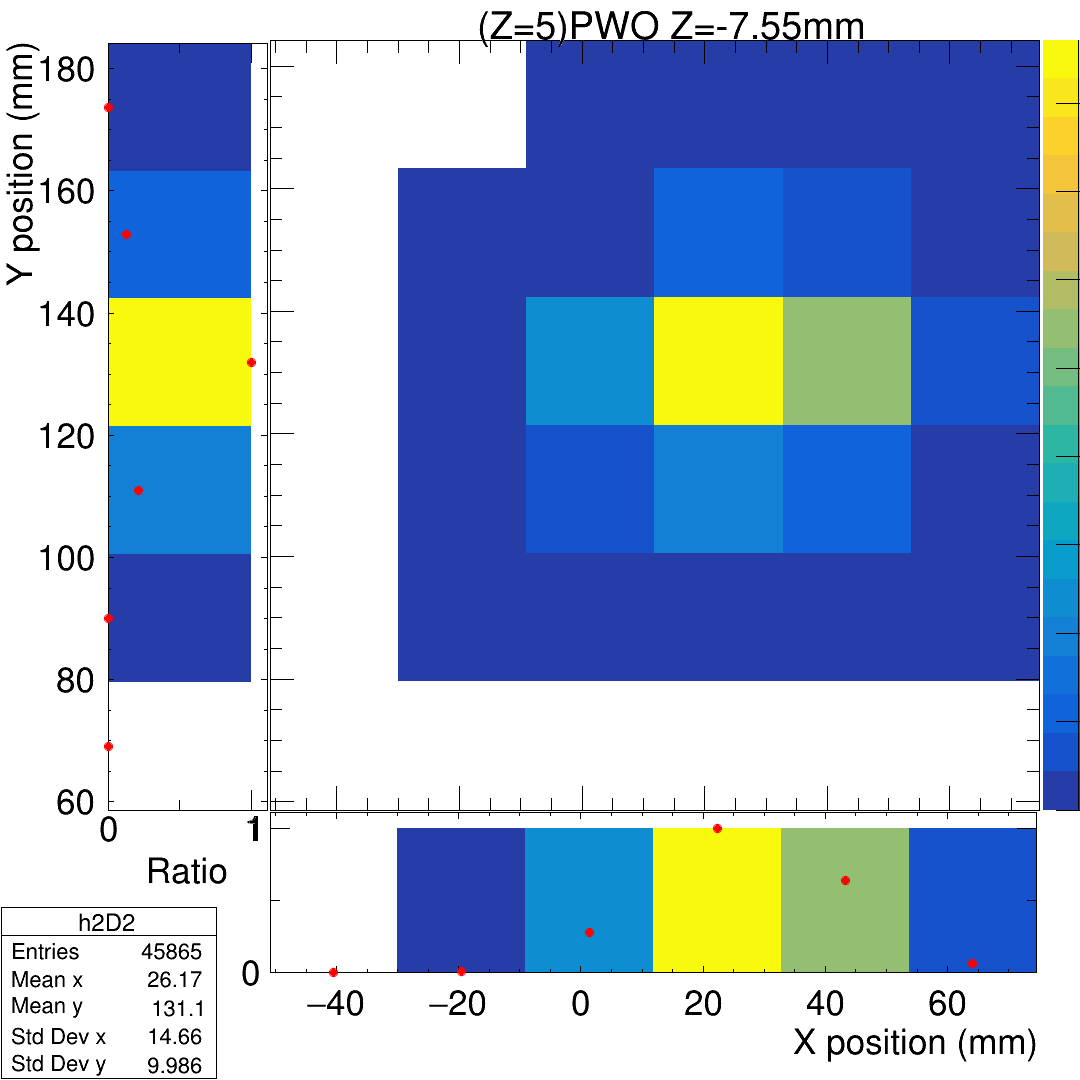 (Z=5)PWO Z=-7.55mm
Y position (mm)
180
160
140
120
100
80
60
0
1
Ratio
1
0
−40
−20
0
20
40
60
X position (mm)
h2D2
Entries 45865
Mean x 26.17
Mean y 131.1
Std Dev x 14.66
Std Dev y 9.986